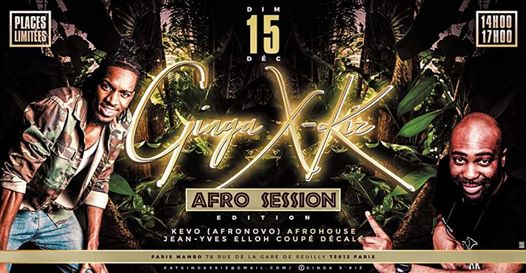 PLACES
LIMITÉES
DIM
15
DÉC
14H00
17H00
Ginga X-Kiz
AFRO SESSION
EDITION
KEVO (AFRONOVO) AFROHOUSE
JEAN-YVES ELLOH COUPÉ DÉCALÉ
PARIS MAMBO 78 RUE DE LA GARE DE REUILLY 75012 PARIS
KATGINGAKEIZ@GMAIL.COM/ GINGA X'KIZ